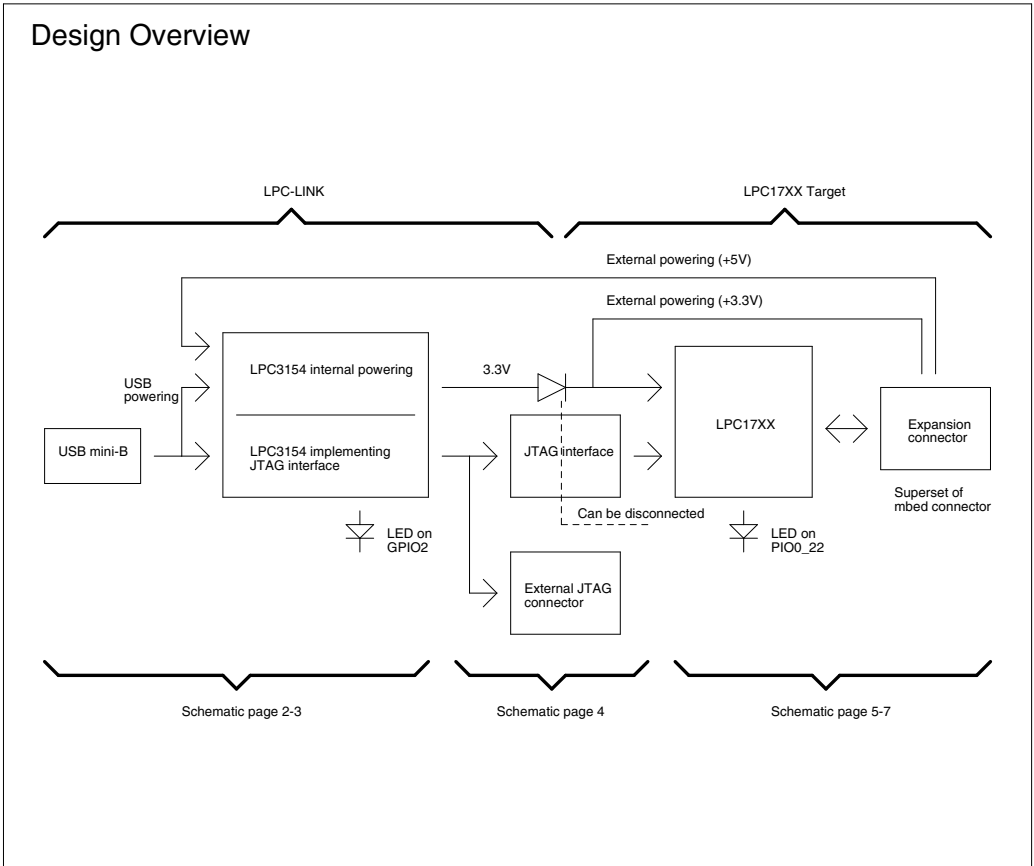 Design Overview
LPC-LINK
LPC17XX Target
External powering (+5V)
External powering (+3.3V)
LPC3154 internal powering
3.3V
USB
powering
LPC17XX
Expansion
connector
USB mini-B
LPC3154 implementing
JTAG interface
JTAG interface
Superset of
mbed connector
Can be disconnected
LED on
GPIO2
LED on
PIO0_22
External JTAG
connector
Schematic page 2-3
Schematic page 4
Schematic page 5-7